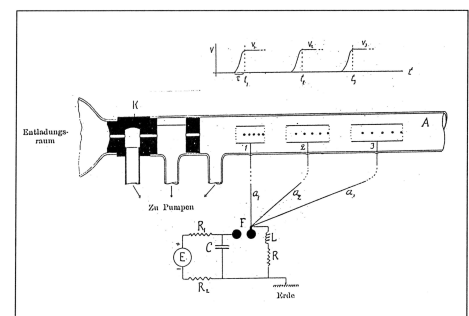 V
V₁
V₂
V₃
τ
t₁
t₂
t₃
t
K
A
Entladungs-
raum
1
2
3
Zu Pumpen
a₁
a₂
a₃
F
R₁
C
L
E
+
−
R
R₂
Erde